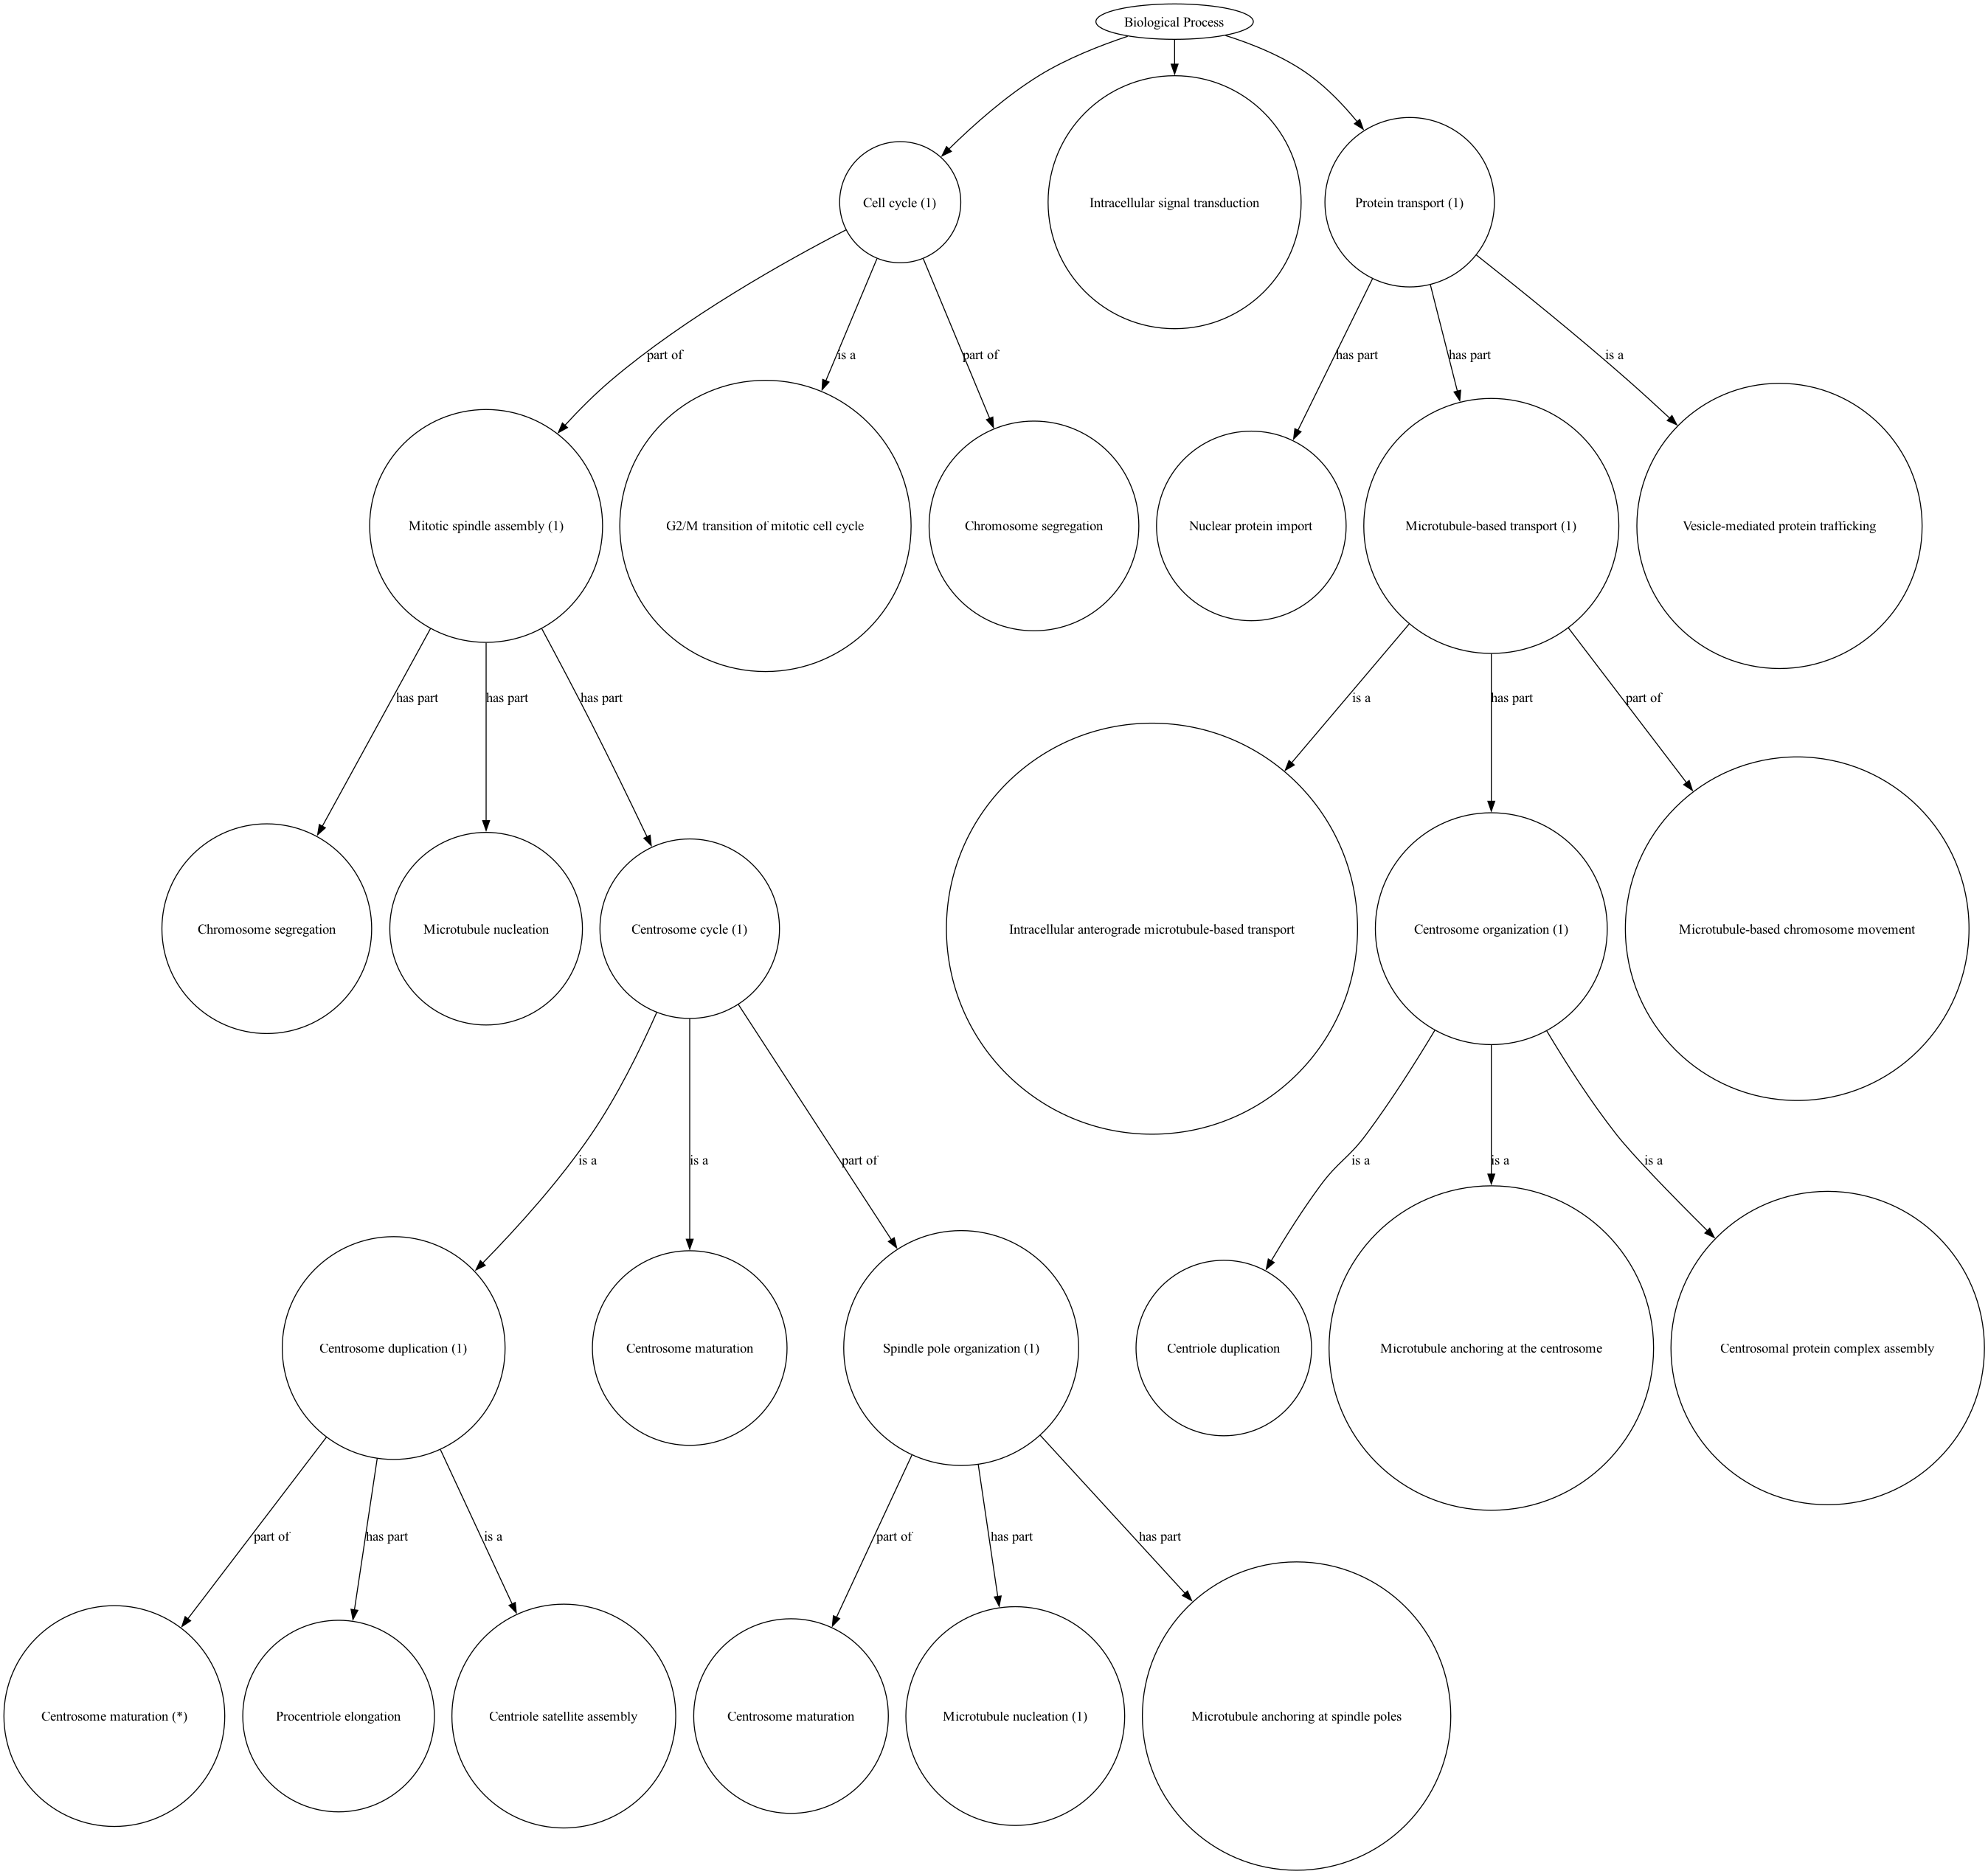 Biological Process
Cell cycle (1)
Intracellular signal transduction
Protein transport (1)
part of
is a
part of
has part
has part
is a
Mitotic spindle assembly (1)
G2/M transition of mitotic cell cycle
Chromosome segregation
Nuclear protein import
Microtubule-based transport (1)
Vesicle-mediated protein trafficking
has part
has part
has part
is a
has part
part of
Chromosome segregation
Microtubule nucleation
Centrosome cycle (1)
Intracellular anterograde microtubule-based transport
Centrosome organization (1)
Microtubule-based chromosome movement
is a
is a
part of
is a
is a
is a
Centrosome duplication (1)
Centrosome maturation
Spindle pole organization (1)
Centriole duplication
Microtubule anchoring at the centrosome
Centrosomal protein complex assembly
part of
has part
is a
part of
has part
has part
Centrosome maturation (*)
Procentriole elongation
Centriole satellite assembly
Centrosome maturation
Microtubule nucleation (1)
Microtubule anchoring at spindle poles